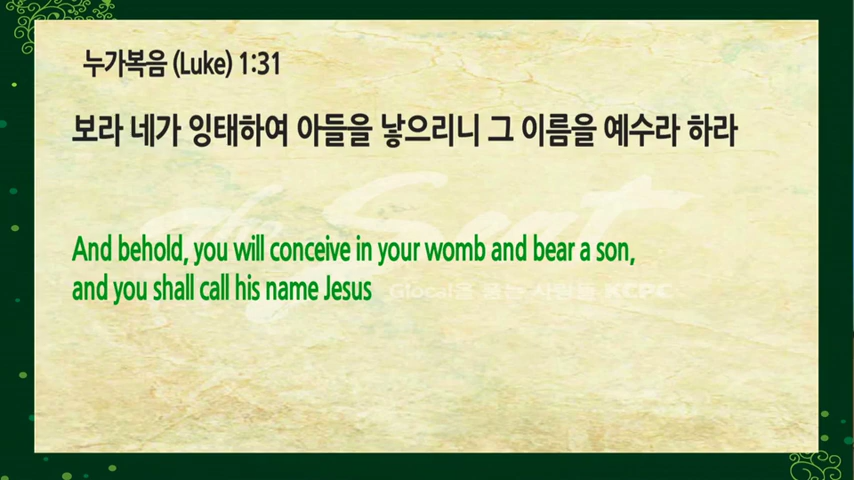 누가복음 (Luke) 1:31
보라 네가 잉태하여 아들을 낳으리니 그 이름을 예수라 하라
And behold, you will conceive in your womb and bear a son,
and you shall call his name Jesus
The Sent
Glocal을 품는 사람들 KCPC